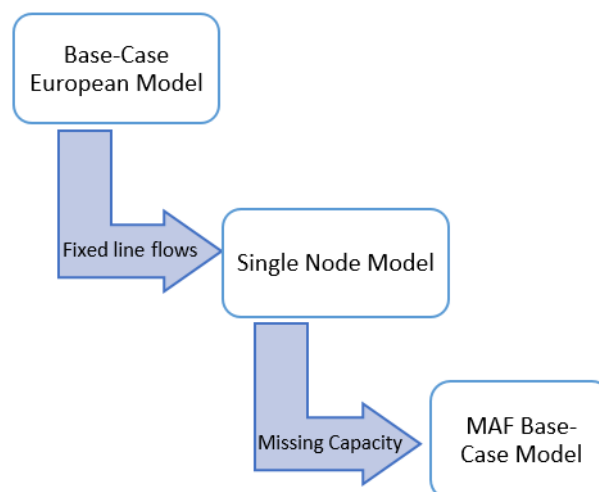 Base-Case
European Model
Fixed line flows
Single Node Model
Missing Capacity
MAF Base-
Case Model